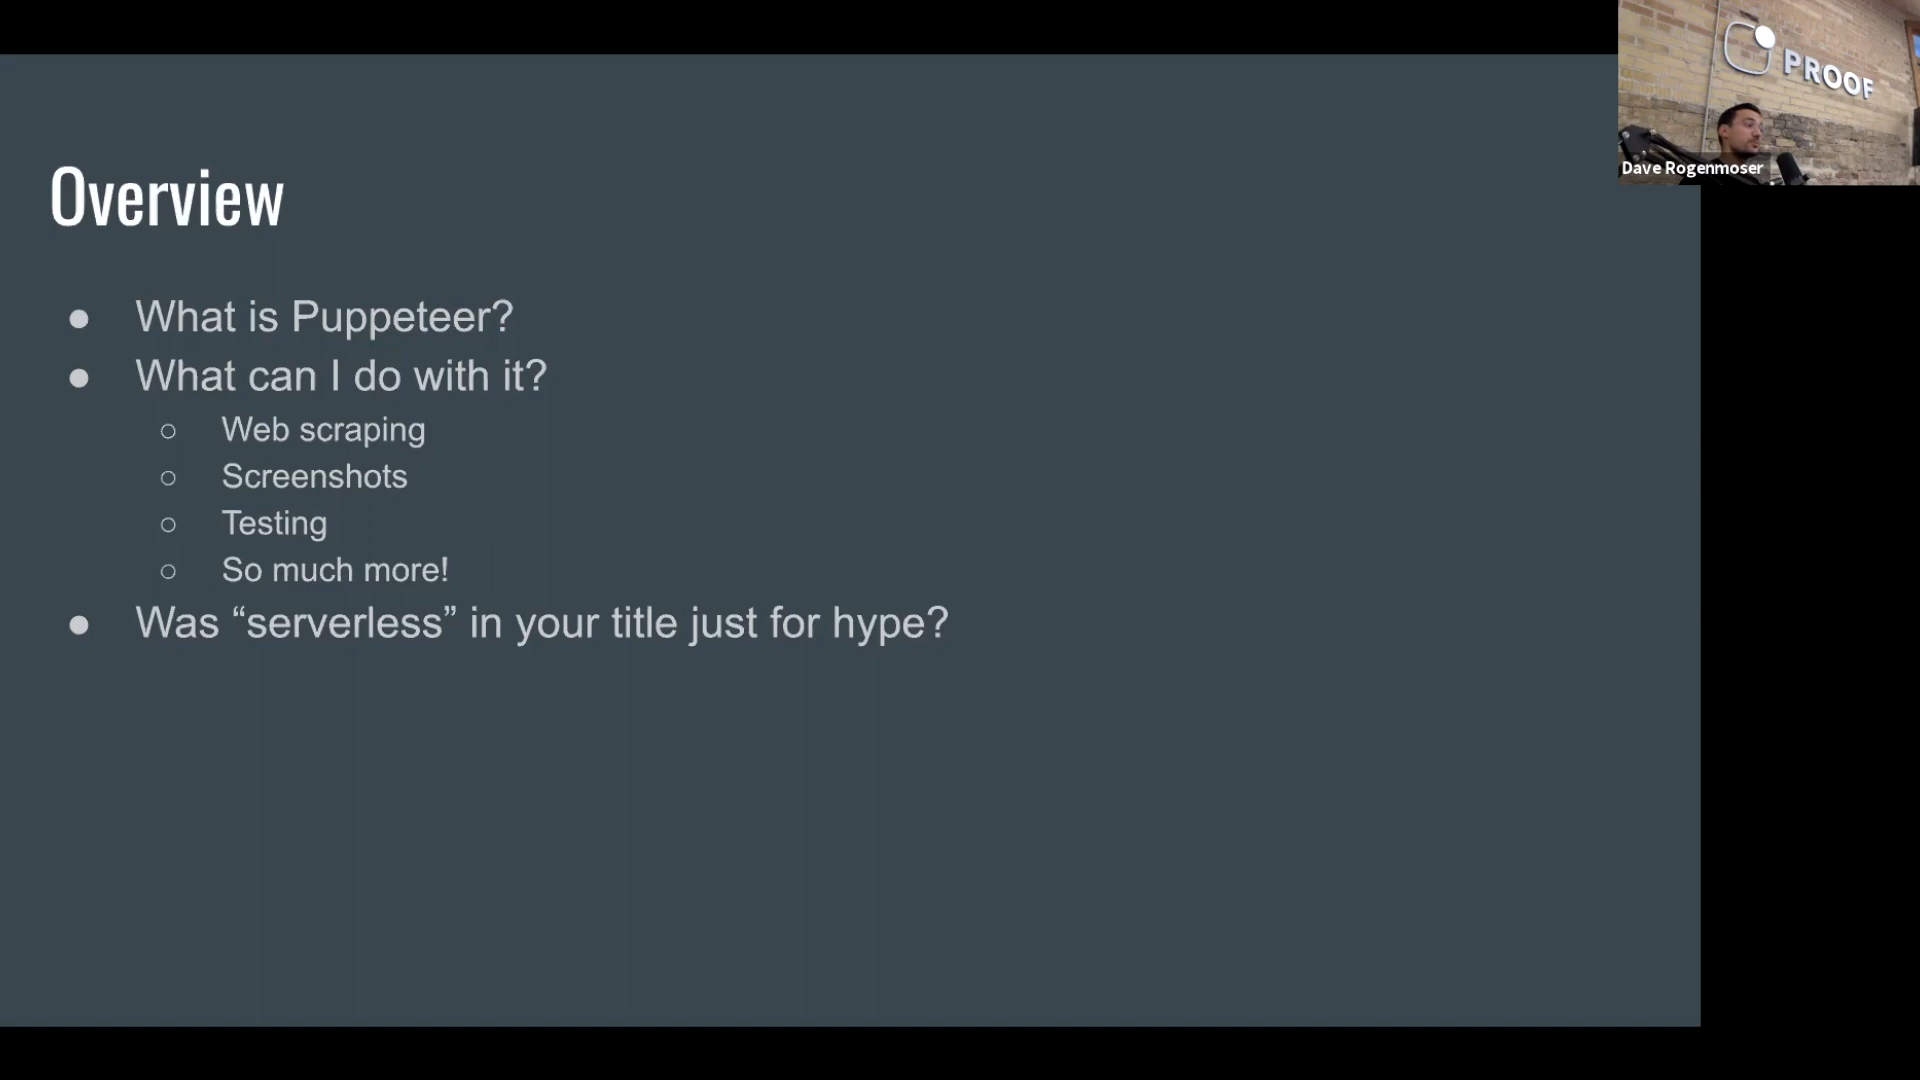 PROOF
Dave Rogenmoser
Overview
● What is Puppeteer?
● What can I do with it?
○ Web scraping
○ Screenshots
○ Testing
○ So much more!
● Was “serverless” in your title just for hype?